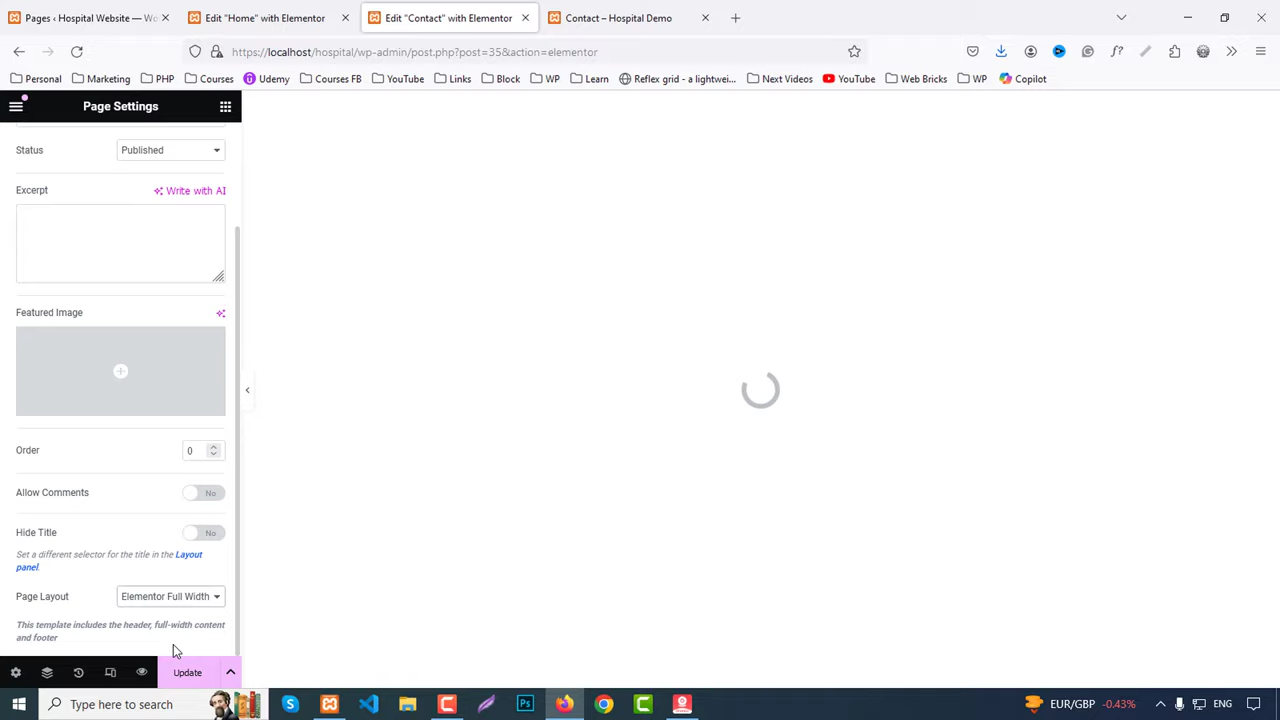 Pages ‹ Hospital Website — Wo
Edit "Home" with Elementor
Edit "Contact" with Elementor
Contact – Hospital Demo
https://localhost/hospital/wp-admin/post.php?post=35&action=elementor
Personal
Marketing
PHP
Courses
Udemy
Courses FB
YouTube
Links
Block
WP
Learn
Reflex grid - a lightwei...
Next Videos
YouTube
Web Bricks
WP
Copilot
Page Settings
Status
Published
Excerpt
Write with AI
Featured Image
Order
0
Allow Comments
No
Hide Title
No
Set a different selector for the title in the Layout
panel.
Page Layout
Elementor Full Width
This template includes the header, full-width content
and footer
Update
Type here to search
EUR/GBP
-0.43%
ENG